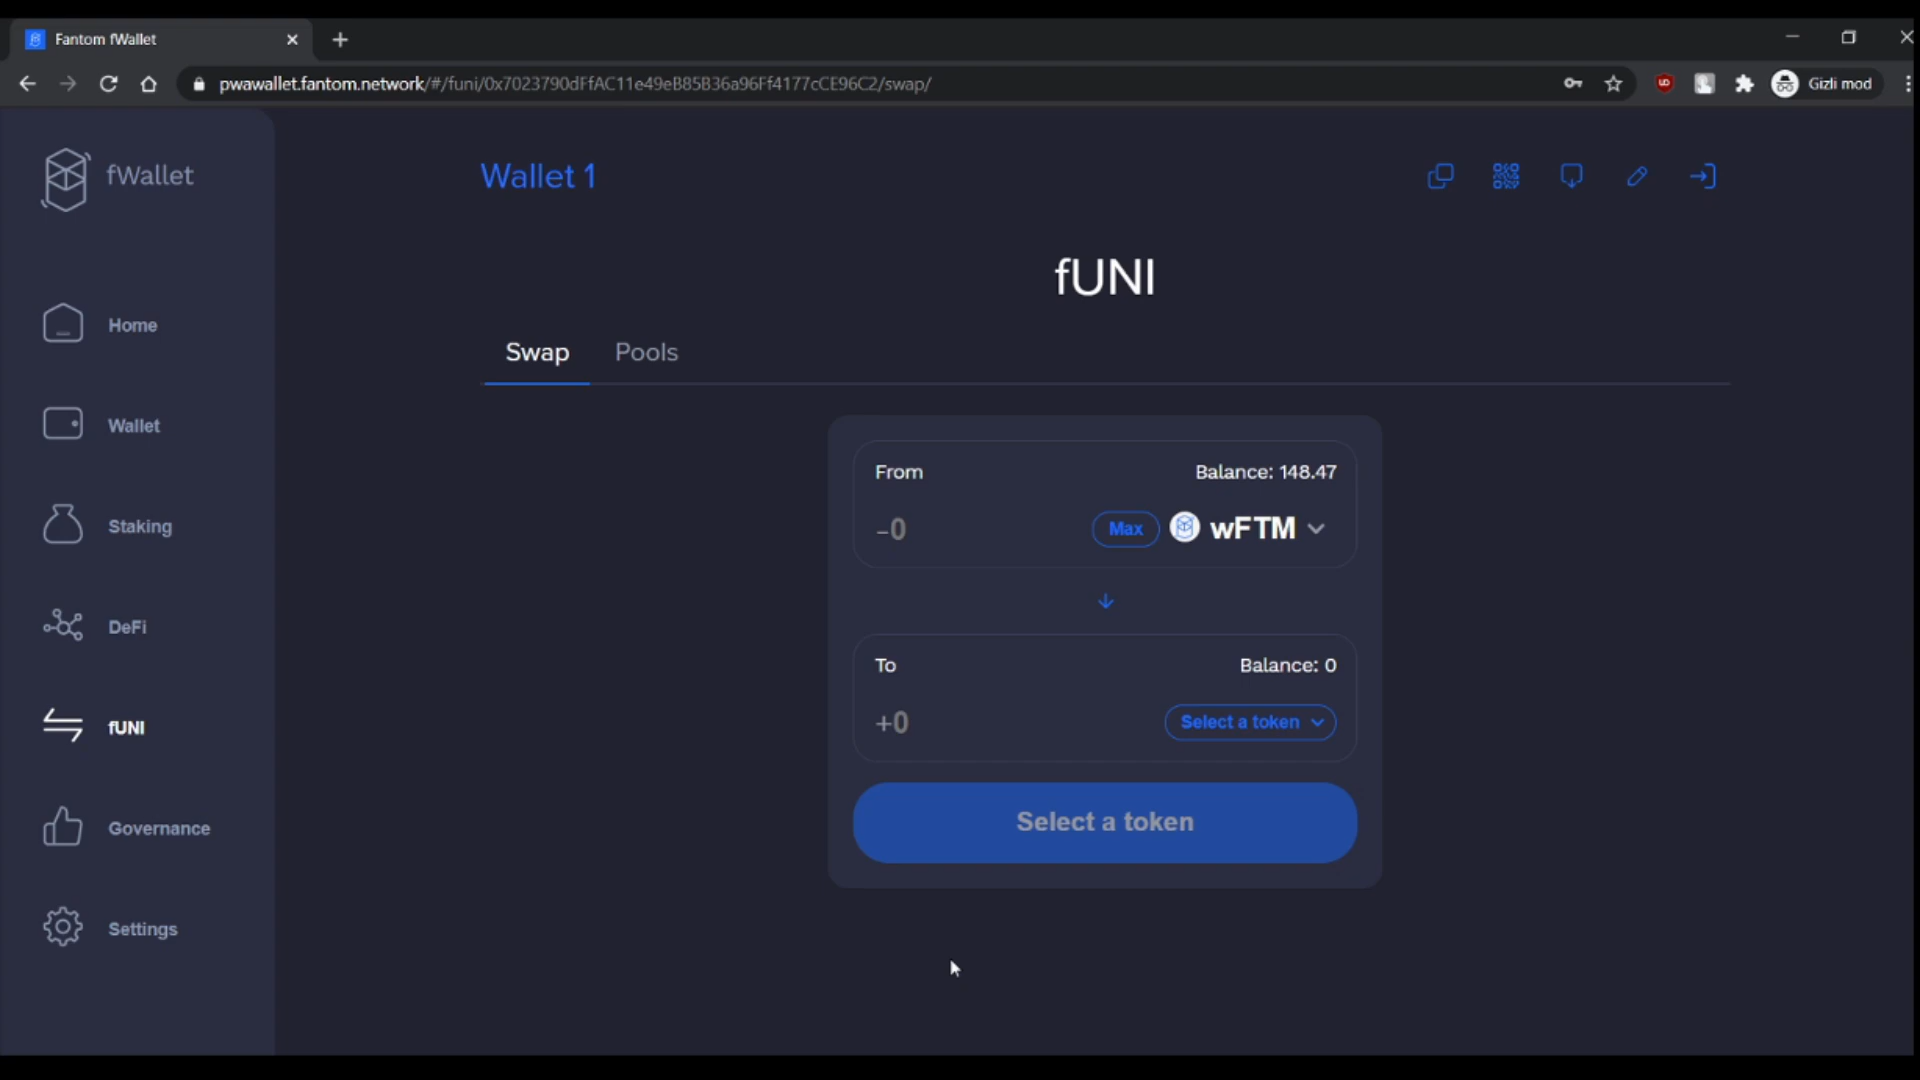 Fantom fWallet
pwawallet.fantom.network/#/funi/0x7023790dFfAC11e49eB85B36a96Ff4177cCE96C2/swap/
Gizli mod
fWallet
Wallet 1
fUNI
Home
Swap
Pools
Wallet
From
Balance: 148.47
-0
Max
wFTM
Staking
DeFi
To
Balance: 0
+0
Select a token
fUNI
Select a token
Governance
Settings